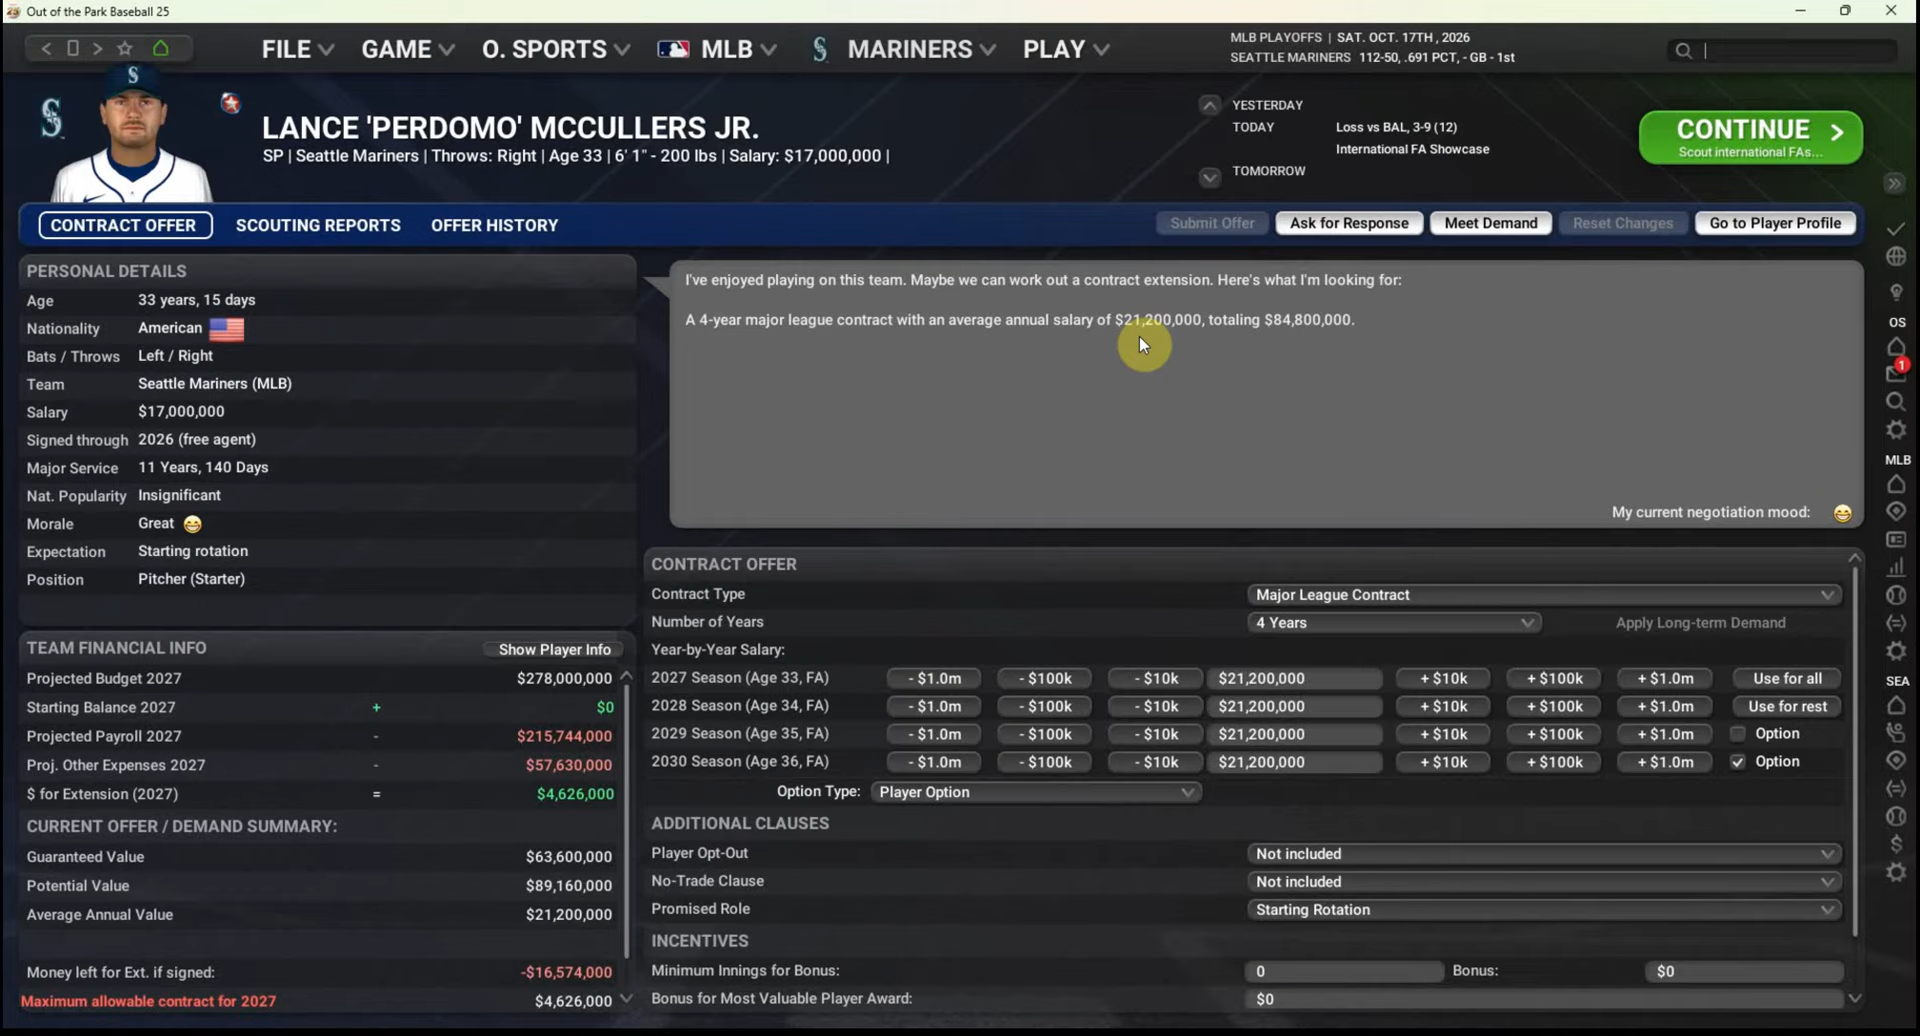 Out of the Park Baseball 25
FILE
GAME
O. SPORTS
MLB
MARINERS
PLAY
MLB PLAYOFFS | SAT. OCT. 17TH , 2026
SEATTLE MARINERS 112-50, .691 PCT, - GB - 1st
LANCE 'PERDOMO' MCCULLERS JR.
SP | Seattle Mariners | Throws: Right | Age 33 | 6' 1" - 200 lbs | Salary: $17,000,000 |
YESTERDAY
TODAY Loss vs BAL, 3-9 (12)
International FA Showcase
TOMORROW
CONTINUE
Scout international FAs...
CONTRACT OFFER
SCOUTING REPORTS
OFFER HISTORY
Submit Offer
Ask for Response
Meet Demand
Reset Changes
Go to Player Profile
PERSONAL DETAILS
Age 33 years, 15 days
Nationality American
Bats / Throws Left / Right
Team Seattle Mariners (MLB)
Salary $17,000,000
Signed through 2026 (free agent)
Major Service 11 Years, 140 Days
Nat. Popularity Insignificant
Morale Great
Expectation Starting rotation
Position Pitcher (Starter)
I've enjoyed playing on this team. Maybe we can work out a contract extension. Here's what I'm looking for:
A 4-year major league contract with an average annual salary of $21,200,000, totaling $84,800,000.
My current negotiation mood:
TEAM FINANCIAL INFO
Show Player Info
Projected Budget 2027 $278,000,000
Starting Balance 2027 + $0
Projected Payroll 2027 - $215,744,000
Proj. Other Expenses 2027 - $57,630,000
$ for Extension (2027) = $4,626,000
CURRENT OFFER / DEMAND SUMMARY:
Guaranteed Value $63,600,000
Potential Value $89,160,000
Average Annual Value $21,200,000
Money left for Ext. if signed: -$16,574,000
Maximum allowable contract for 2027 $4,626,000
CONTRACT OFFER
Contract Type Major League Contract
Number of Years 4 Years Apply Long-term Demand
Year-by-Year Salary:
2027 Season (Age 33, FA) - $1.0m - $100k - $10k $21,200,000 + $10k + $100k + $1.0m Use for all
2028 Season (Age 34, FA) - $1.0m - $100k - $10k $21,200,000 + $10k + $100k + $1.0m Use for rest
2029 Season (Age 35, FA) - $1.0m - $100k - $10k $21,200,000 + $10k + $100k + $1.0m Option
2030 Season (Age 36, FA) - $1.0m - $100k - $10k $21,200,000 + $10k + $100k + $1.0m Option
Option Type: Player Option
ADDITIONAL CLAUSES
Player Opt-Out Not included
No-Trade Clause Not included
Promised Role Starting Rotation
INCENTIVES
Minimum Innings for Bonus: 0 Bonus: $0
Bonus for Most Valuable Player Award: $0
OS
1
MLB
SEA